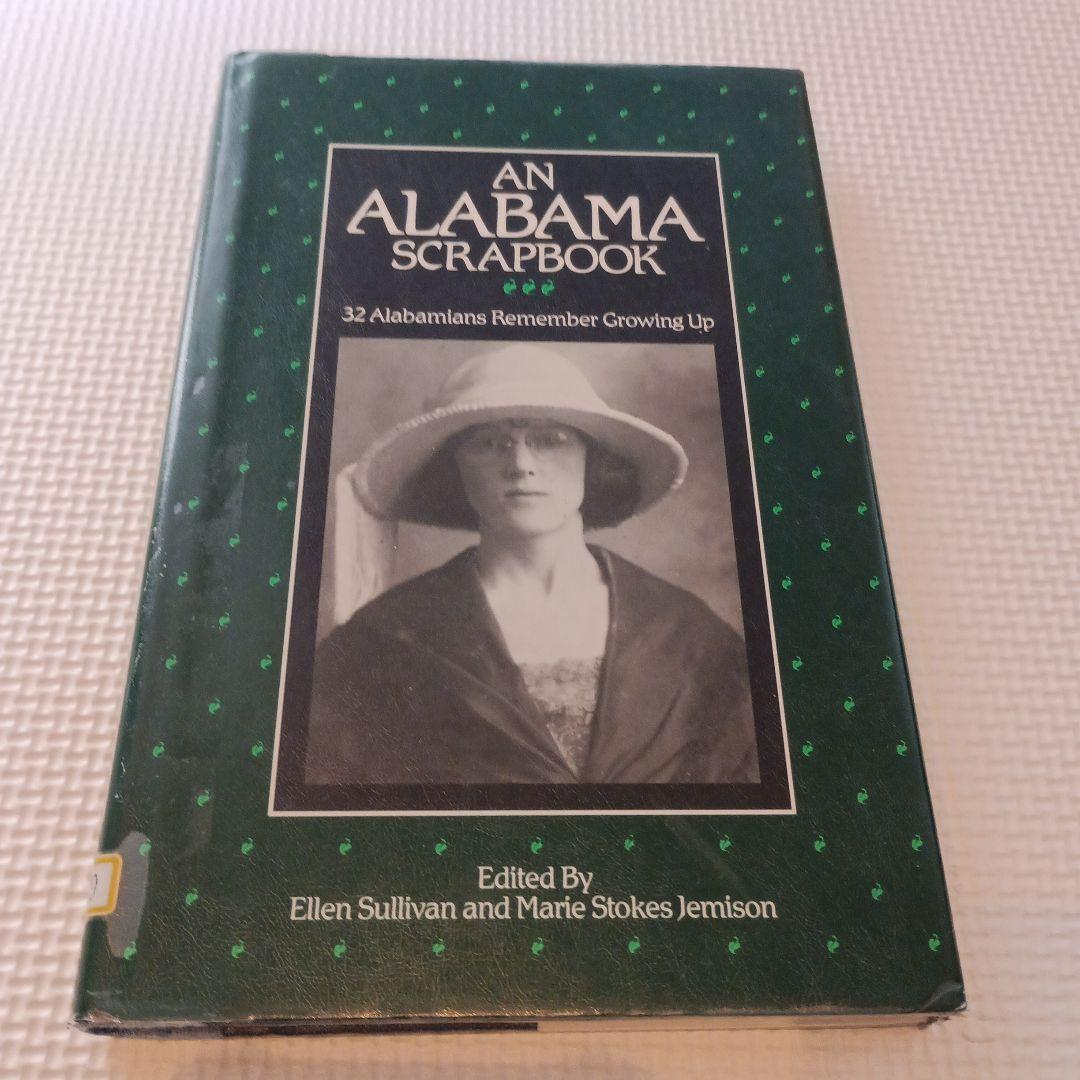 AN
ALABAMA
SCRAPBOOK
32 Alabamians Remember Growing Up
Edited By
Ellen Sullivan and Marie Stokes Jemison